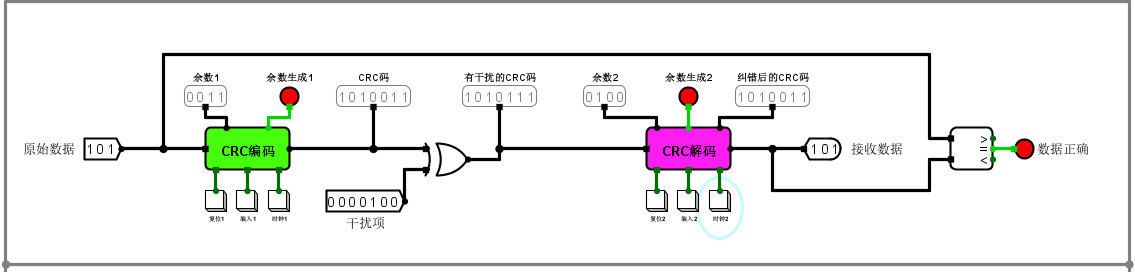 余数1
余数生成1
CRC码
有干扰的CRC码
余数2
余数生成2
纠错后的CRC码
0011
1010011
1010111
0100
1010011
原始数据
101
CRC编码
CRC解码
101
接收数据
>
=
<
数据正确
复位1
装入1
时钟1
0000100
干扰项
复位2
装入2
时钟2